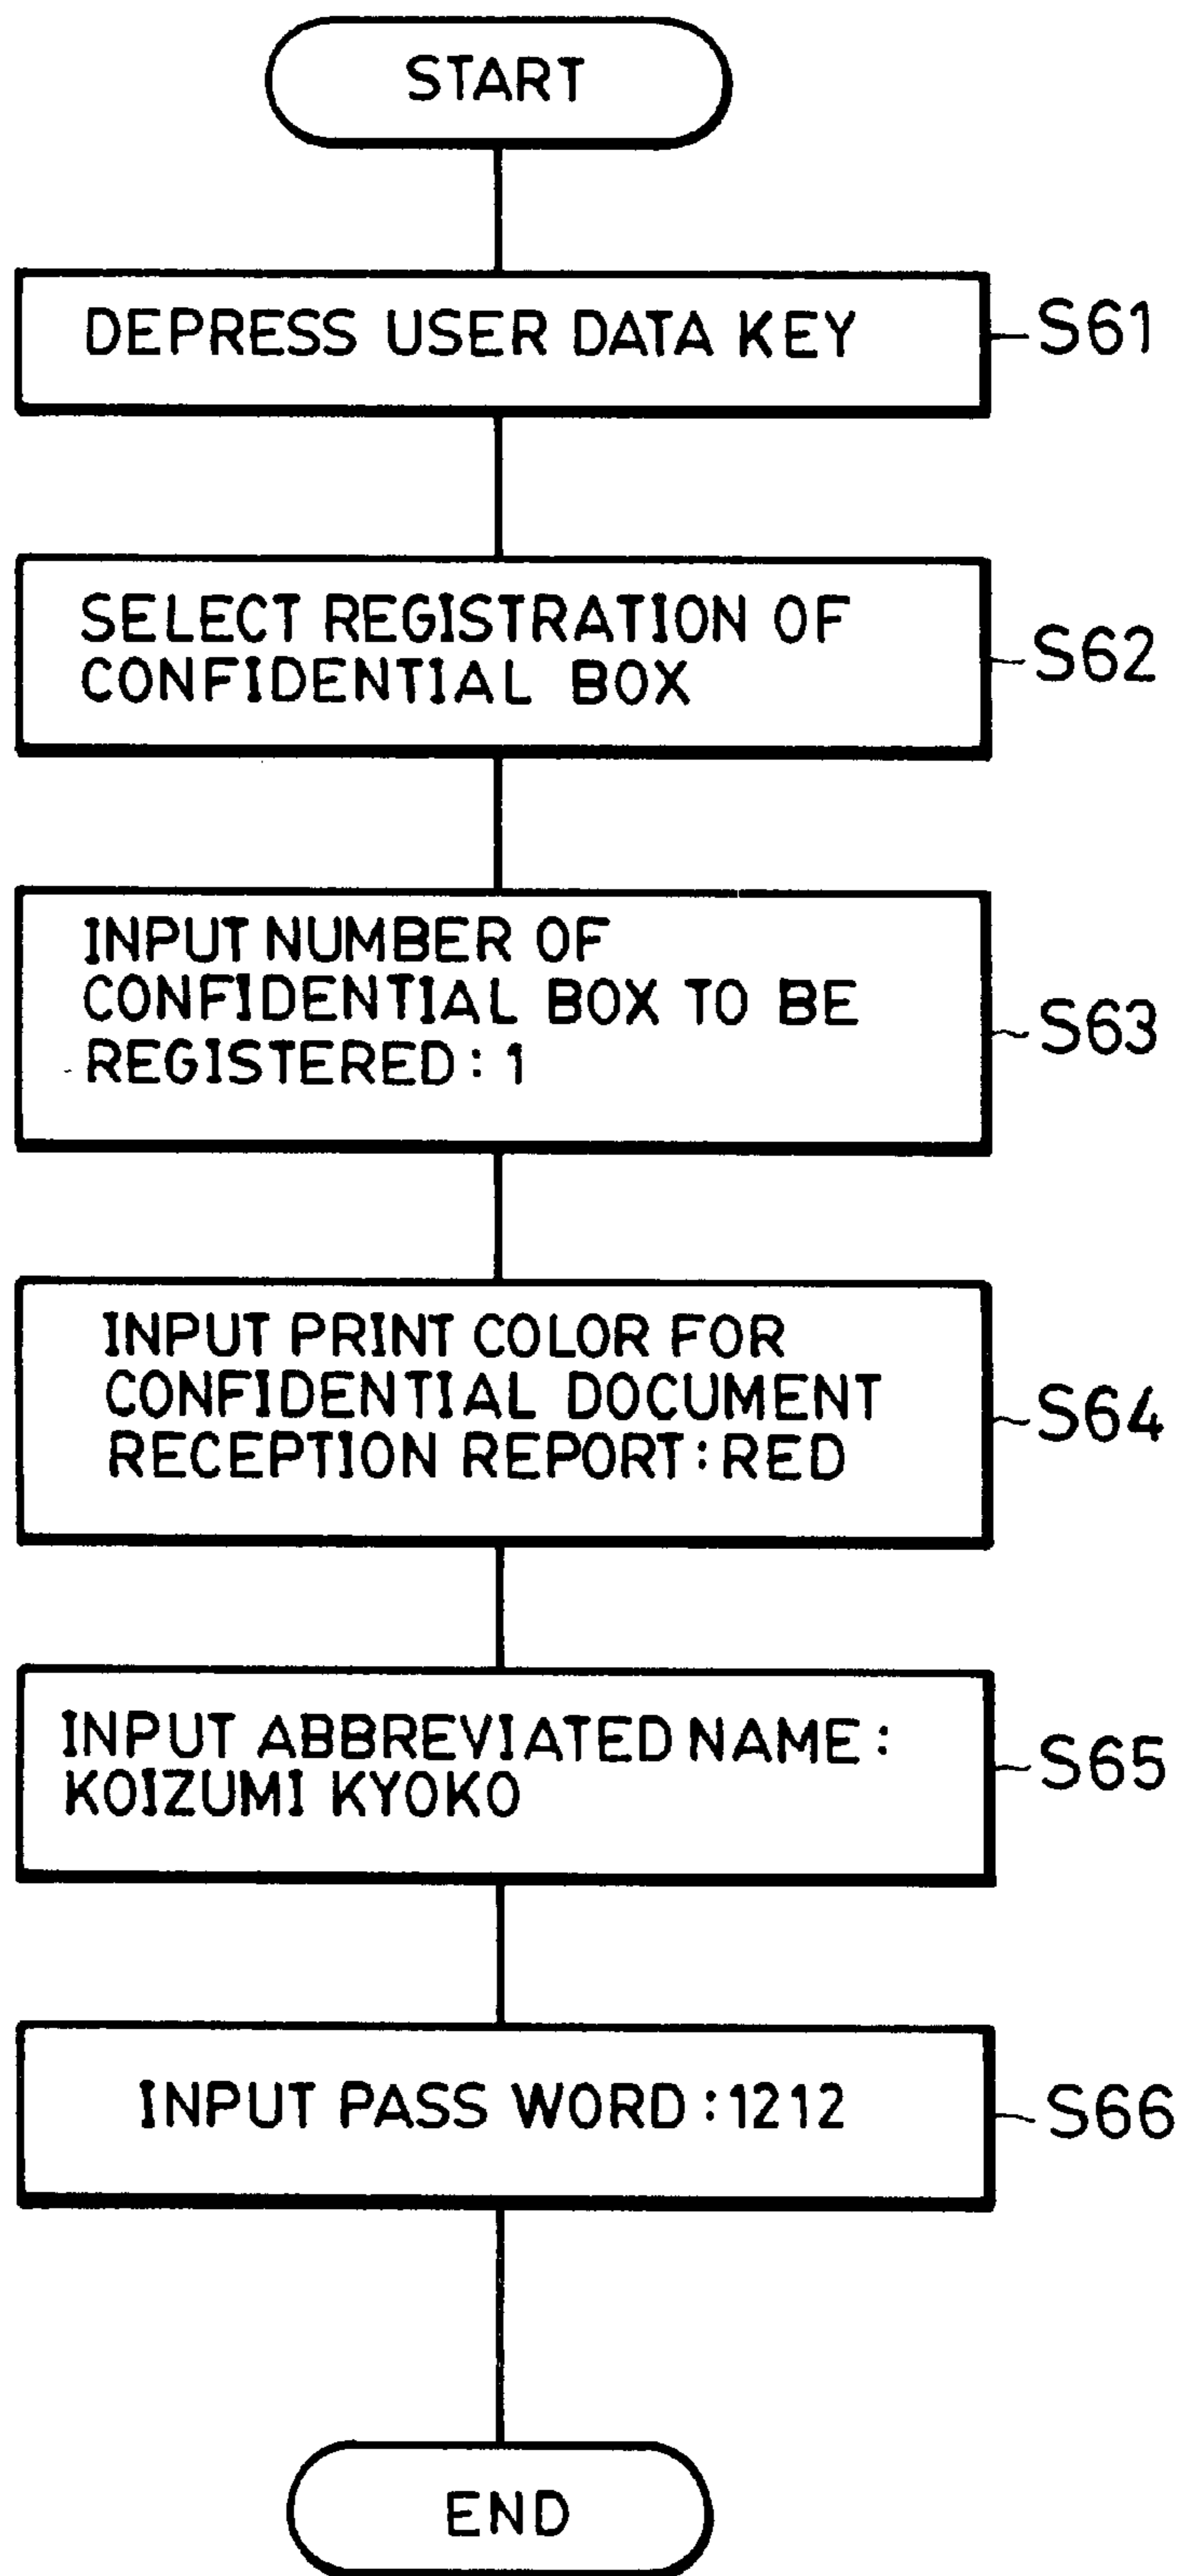 START
DEPRESS USER DATA KEY
S61
SELECT REGISTRATION OF
CONFIDENTIAL BOX
S62
INPUT NUMBER OF
CONFIDENTIAL BOX TO BE
REGISTERED : 1
S63
INPUT PRINT COLOR FOR
CONFIDENTIAL DOCUMENT
RECEPTION REPORT : RED
S64
INPUT ABBREVIATED NAME :
KOIZUMI KYOKO
S65
INPUT PASS WORD : 1212
S66
END